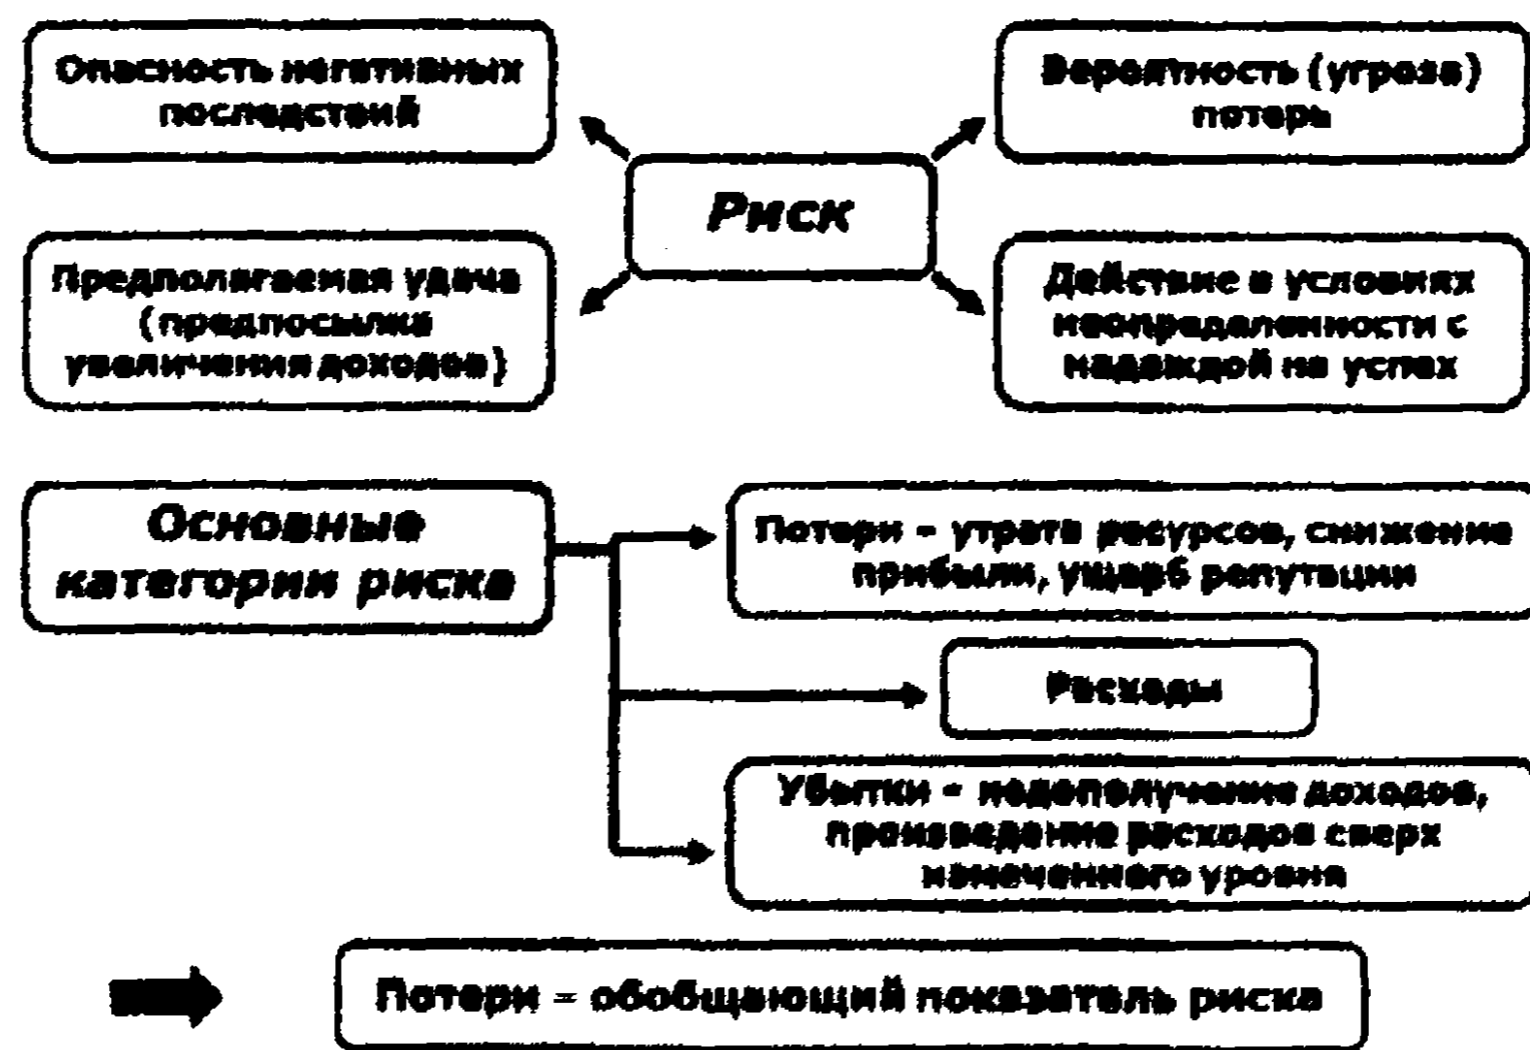 Опасность негативных
последствий
Вероятность (угроза)
потерь
Риск
Предполагаемая удача
(предпосылка
увеличения доходов)
Действие в условиях
неопределенности с
надеждой на успех
Основные
категории риска
Потери – утрата ресурсов, снижение
прибыли, ущерб репутации
Расходы
Убытки – недополучение доходов,
произведение расходов сверх
намеченного уровня
Потери – обобщающий показатель риска